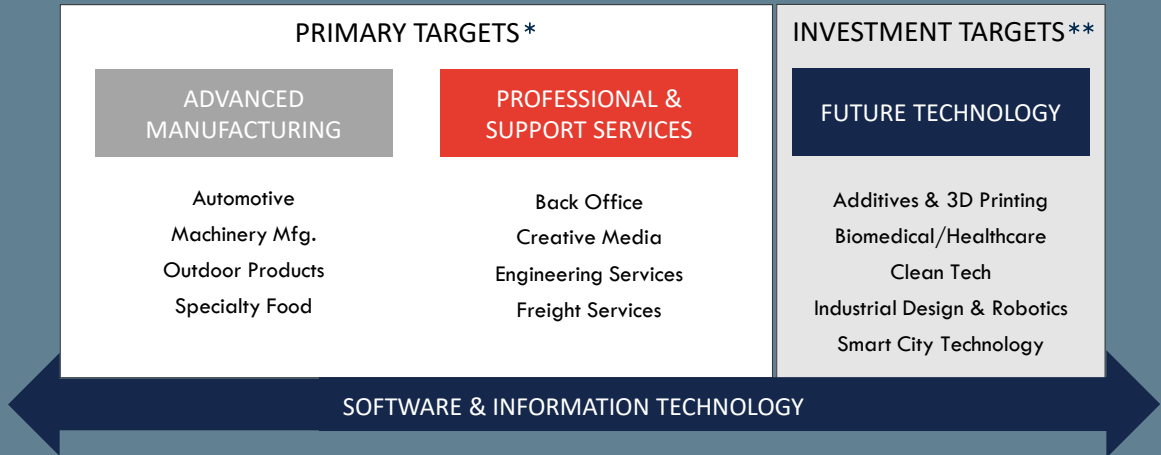 PRIMARY TARGETS*
ADVANCED
MANUFACTURING
Automotive
Machinery Mfg.
Outdoor Products
Specialty Food
PROFESSIONAL &
SUPPORT SERVICES
Back Office
Creative Media
Engineering Services
Freight Services
INVESTMENT TARGETS**
FUTURE TECHNOLOGY
Additives & 3D Printing
Biomedical/Healthcare
Clean Tech
Industrial Design & Robotics
Smart City Technology
SOFTWARE & INFORMATION TECHNOLOGY